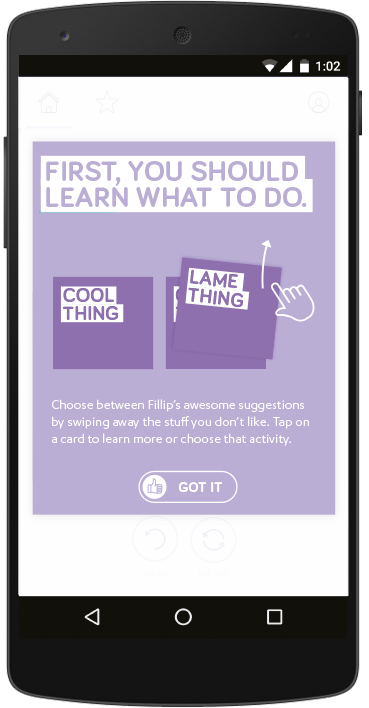 1:02
FIRST, YOU SHOULD
LEARN WHAT TO DO.
COOL
THING
LAME
THING
Choose between Fillip's awesome suggestions
by swiping away the stuff you don't like. Tap on
a card to learn more or choose that activity.
GOT IT